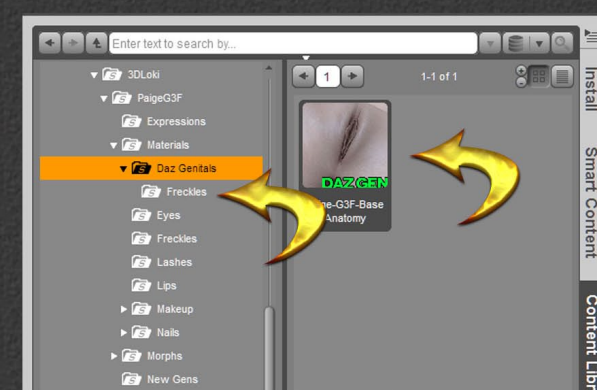 Enter text to search by...
3DLoki
PaigeG3F
Expressions
Materials
Daz Genitals
Freckles
Eyes
Freckles
Lashes
Lips
Makeup
Nails
Morphs
New Gens
1
1-1 of 1
DAZ GEN
-G3F-Base
Anatomy
Install
Smart Content
Content Libr